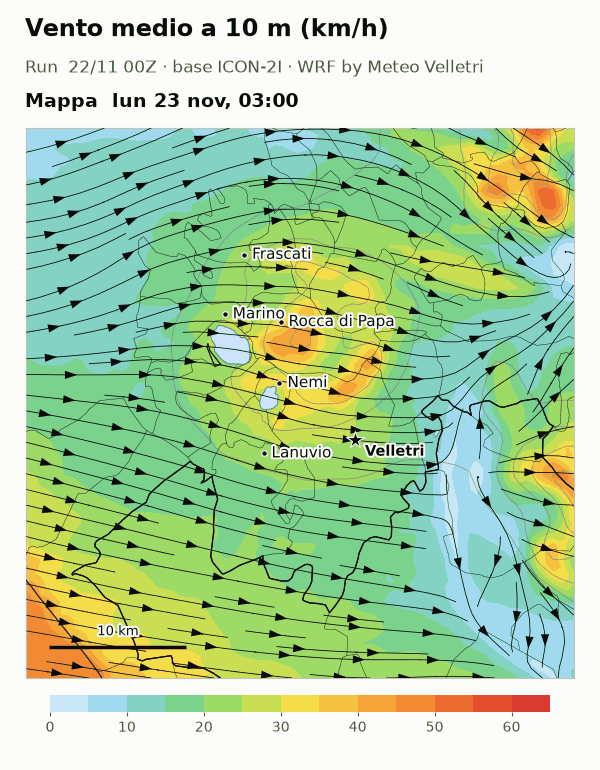 Vento medio a 10 m (km/h)
Run 22/11 00Z · base ICON-2I · WRF by Meteo Velletri
Mappa lun 23 nov, 03:00
Frascati
Marino
Rocca di Papa
Nemi
Velletri
Lanuvio
10 km
0 10 20 30 40 50 60